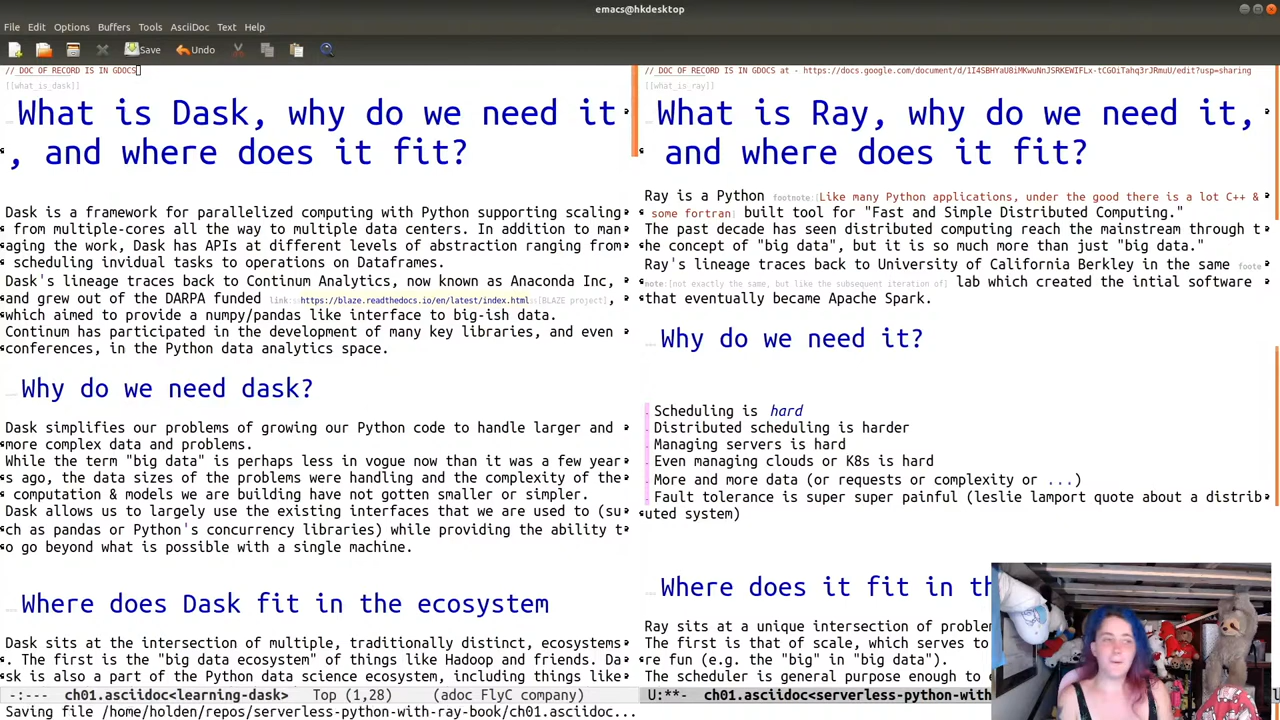 emacs@hkdesktop
File Edit Options Buffers Tools AsciiDoc Text Help
Save Undo
// DOC OF RECORD IS IN GDOCS
[[what_is_dask]]
What is Dask, why do we need it
, and where does it fit?
Dask is a framework for parallelized computing with Python supporting scaling
from multiple-cores all the way to multiple data centers. In addition to man
aging the work, Dask has APIs at different levels of abstraction ranging from
scheduling invidual tasks to operations on Dataframes.
Dask's lineage traces back to Continum Analytics, now known as Anaconda Inc,
and grew out of the DARPA funded link: https://blaze.readthedocs.io/en/latest/index.html [BLAZE project],
which aimed to provide a numpy/pandas like interface to big-ish data.
Continum has participated in the development of many key libraries, and even
conferences, in the Python data analytics space.
Why do we need dask?
Dask simplifies our problems of growing our Python code to handle larger and
more complex data and problems.
While the term "big data" is perhaps less in vogue now than it was a few year
s ago, the data sizes of the problems were handling and the complexity of the
computation & models we are building have not gotten smaller or simpler.
Dask allows us to largely use the existing interfaces that we are used to (su
ch as pandas or Python's concurrency libraries) while providing the ability t
o go beyond what is possible with a single machine.
Where does Dask fit in the ecosystem
Dask sits at the intersection of multiple, traditionally distinct, ecosystems
. The first is the "big data ecosystem" of things like Hadoop and friends. Da
sk is also a part of the Python data science ecosystem, including things like
-:--- ch01.asciidoc<learning-dask> Top (1,28) (adoc FlyC company)
// DOC OF RECORD IS IN GDOCS at - https://docs.google.com/document/d/1I4SBHYaU8iMKwuNnJSRKEWIFLx-tCGOiTahq3rJRmuU/edit?usp=sharing
[[what_is_ray]]
What is Ray, why do we need it,
and where does it fit?
Ray is a Python footnote:[Like many Python applications, under the good there is a lot C++ &
some fortran] built tool for "Fast and Simple Distributed Computing."
The past decade has seen distributed computing reach the mainstream through t
he concept of "big data", but it is so much more than just "big data."
Ray's lineage traces back to University of California Berkley in the same foote
note:[not exactly the same, but like the subsequent iteration of] lab which created the intial software
that eventually became Apache Spark.
Why do we need it?
. Scheduling is hard
. Distributed scheduling is harder
. Managing servers is hard
. Even managing clouds or K8s is hard
. More and more data (or requests or complexity or ...)
. Fault tolerance is super super painful (leslie lamport quote about a distrib
uted system)
Where does it fit in th
Ray sits at a unique intersection of problem
The first is that of scale, which serves to
re fun (e.g. the "big" in "big data").
The scheduler is general purpose enough to
U:**- ch01.asciidoc<serverless-python-with
Saving file /home/holden/repos/serverless-python-with-ray-book/ch01.asciidoc...